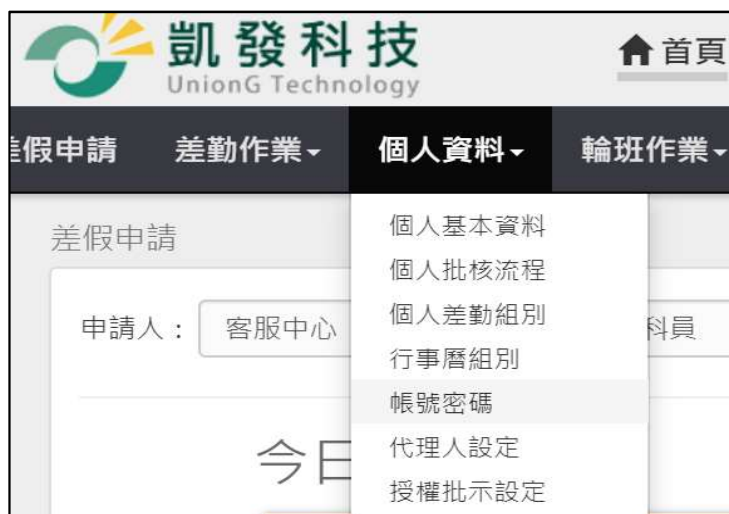 凱發科技
UnionG Technology
首頁
差假申請 差勤作業 個人資料 輪班作業
差假申請
個人基本資料
個人批核流程
申請人： 客服中心 個人差勤組別 科員
行事曆組別
帳號密碼
今日
代理人設定
授權批示設定